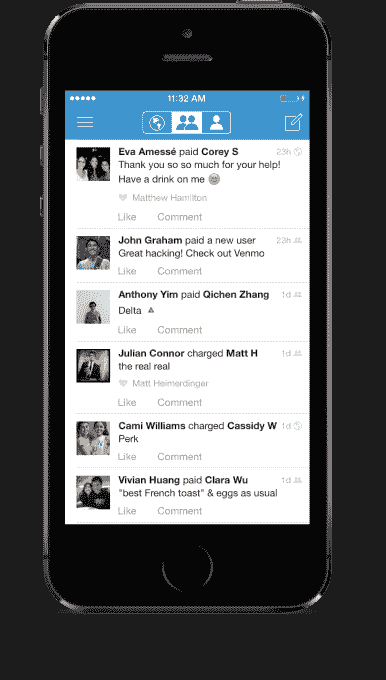 11:32 AM
Eva Amessé paid Corey S 23h
Thank you so so much for your help!
Have a drink on me
Matthew Hamilton
Like Comment
John Graham paid a new user 23h
Great hacking! Check out Venmo
Like Comment
Anthony Yim paid Qichen Zhang 1d
Delta
Like Comment
Julian Connor charged Matt H 1d
the real real
Matt Heimerdinger
Like Comment
Cami Williams charged Cassidy W 1d
Perk
Like Comment
Vivian Huang paid Clara Wu 1d
"best French toast" & eggs as usual
Like Comment